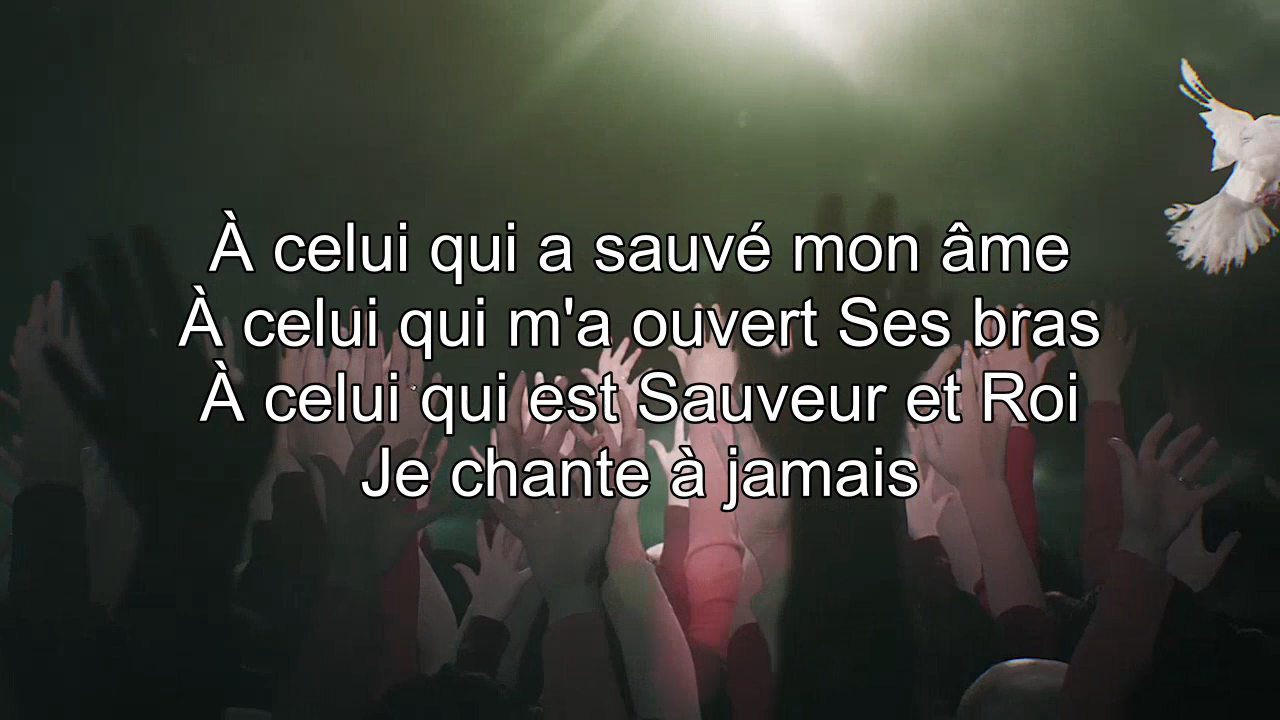 À celui qui a sauvé mon âme
À celui qui m'a ouvert Ses bras
À celui qui est Sauveur et Roi
Je chante à jamais